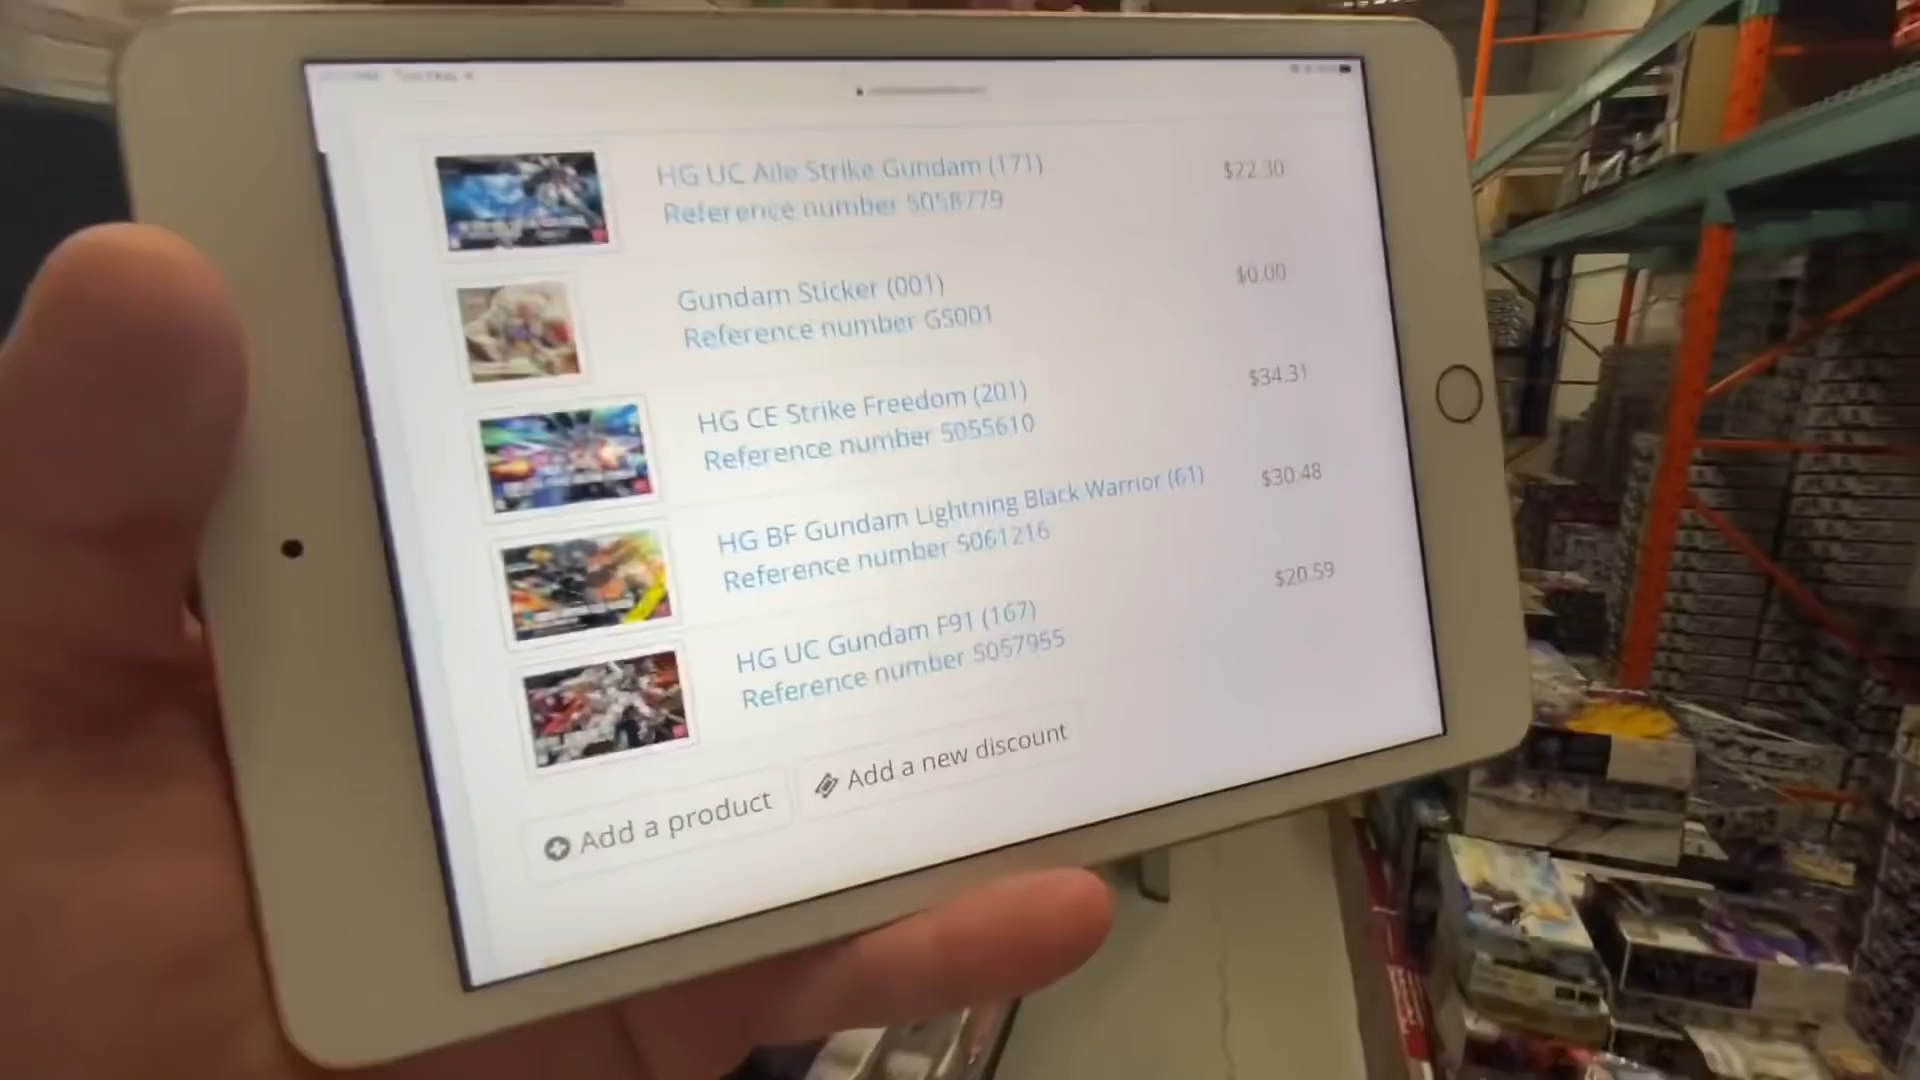 HG UC Aile Strike Gundam (171)
Reference number 5058779
$22.30
Gundam Sticker (001)
Reference number GS001
$0.00
HG CE Strike Freedom (201)
Reference number 5055610
$34.31
HG BF Gundam Lightning Black Warrior (61)
Reference number 5061216
$30.48
HG UC Gundam F91 (167)
Reference number 5057955
$20.59
Add a product
Add a new discount